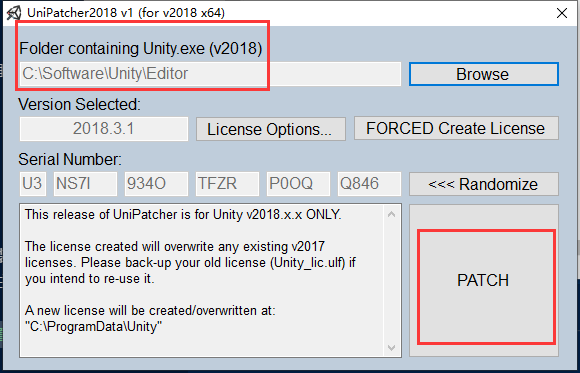 UniPatcher2018 v1 (for v2018 x64)
Folder containing Unity.exe (v2018)
C:\Software\Unity\Editor
Browse
Version Selected:
2018.3.1
License Options...
FORCED Create License
Serial Number:
U3 NS7I 934O TFZR P0OQ Q846
<<< Randomize
This release of UniPatcher is for Unity v2018.x.x ONLY.
The license created will overwrite any existing v2017
licenses. Please back-up your old license (Unity_lic.ulf) if
you intend to re-use it.
A new license will be created/overwritten at:
"C:\ProgramData\Unity"
PATCH